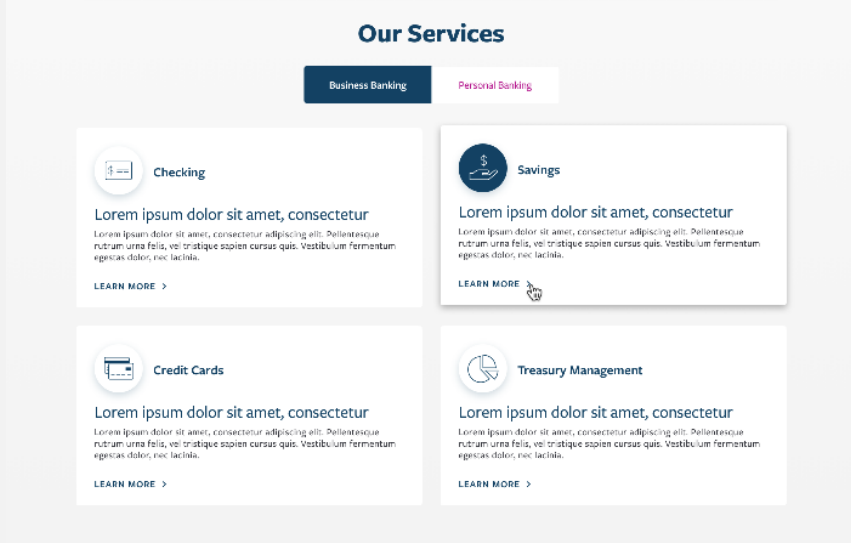 Our Services
Business Banking
Personal Banking
Checking
Lorem ipsum dolor sit amet, consectetur
Lorem ipsum dolor sit amet, consectetur adipiscing elit. Pellentesque
rutrum urna felis, vel tristique sapien cursus quis. Vestibulum fermentum
egestas dolor, nec lacinia.
LEARN MORE >
Savings
Lorem ipsum dolor sit amet, consectetur
Lorem ipsum dolor sit amet, consectetur adipiscing elit. Pellentesque
rutrum urna felis, vel tristique sapien cursus quis. Vestibulum fermentum
egestas dolor, nec lacinia.
LEARN MORE >
Credit Cards
Lorem ipsum dolor sit amet, consectetur
Lorem ipsum dolor sit amet, consectetur adipiscing elit. Pellentesque
rutrum urna felis, vel tristique sapien cursus quis. Vestibulum fermentum
egestas dolor, nec lacinia.
LEARN MORE >
Treasury Management
Lorem ipsum dolor sit amet, consectetur
Lorem ipsum dolor sit amet, consectetur adipiscing elit. Pellentesque
rutrum urna felis, vel tristique sapien cursus quis. Vestibulum fermentum
egestas dolor, nec lacinia.
LEARN MORE >